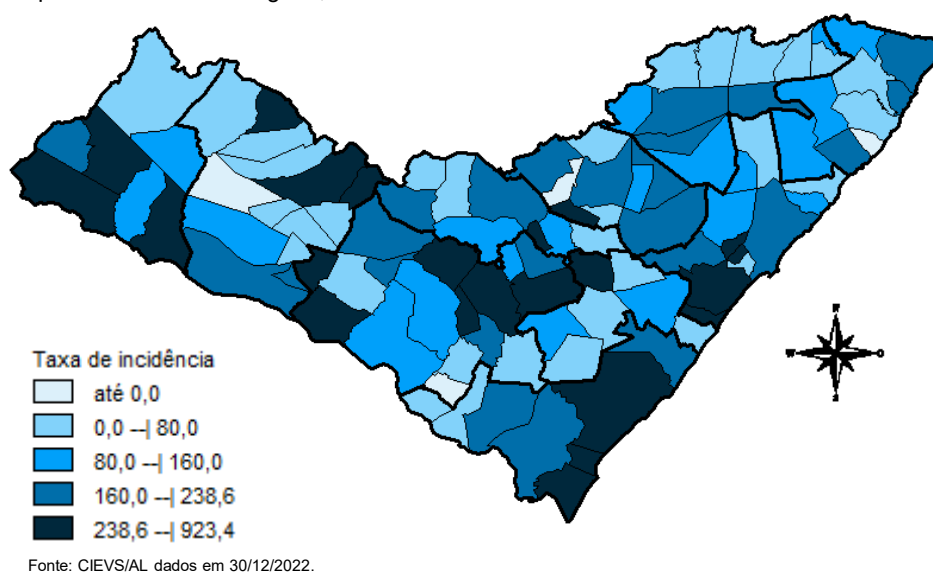 Taxa de incidência
até 0,0
0,0 --| 80,0
80,0 --| 160,0
160,0 --| 238,6
238,6 --| 923,4
Fonte: CIEVS/AL dados em 30/12/2022.